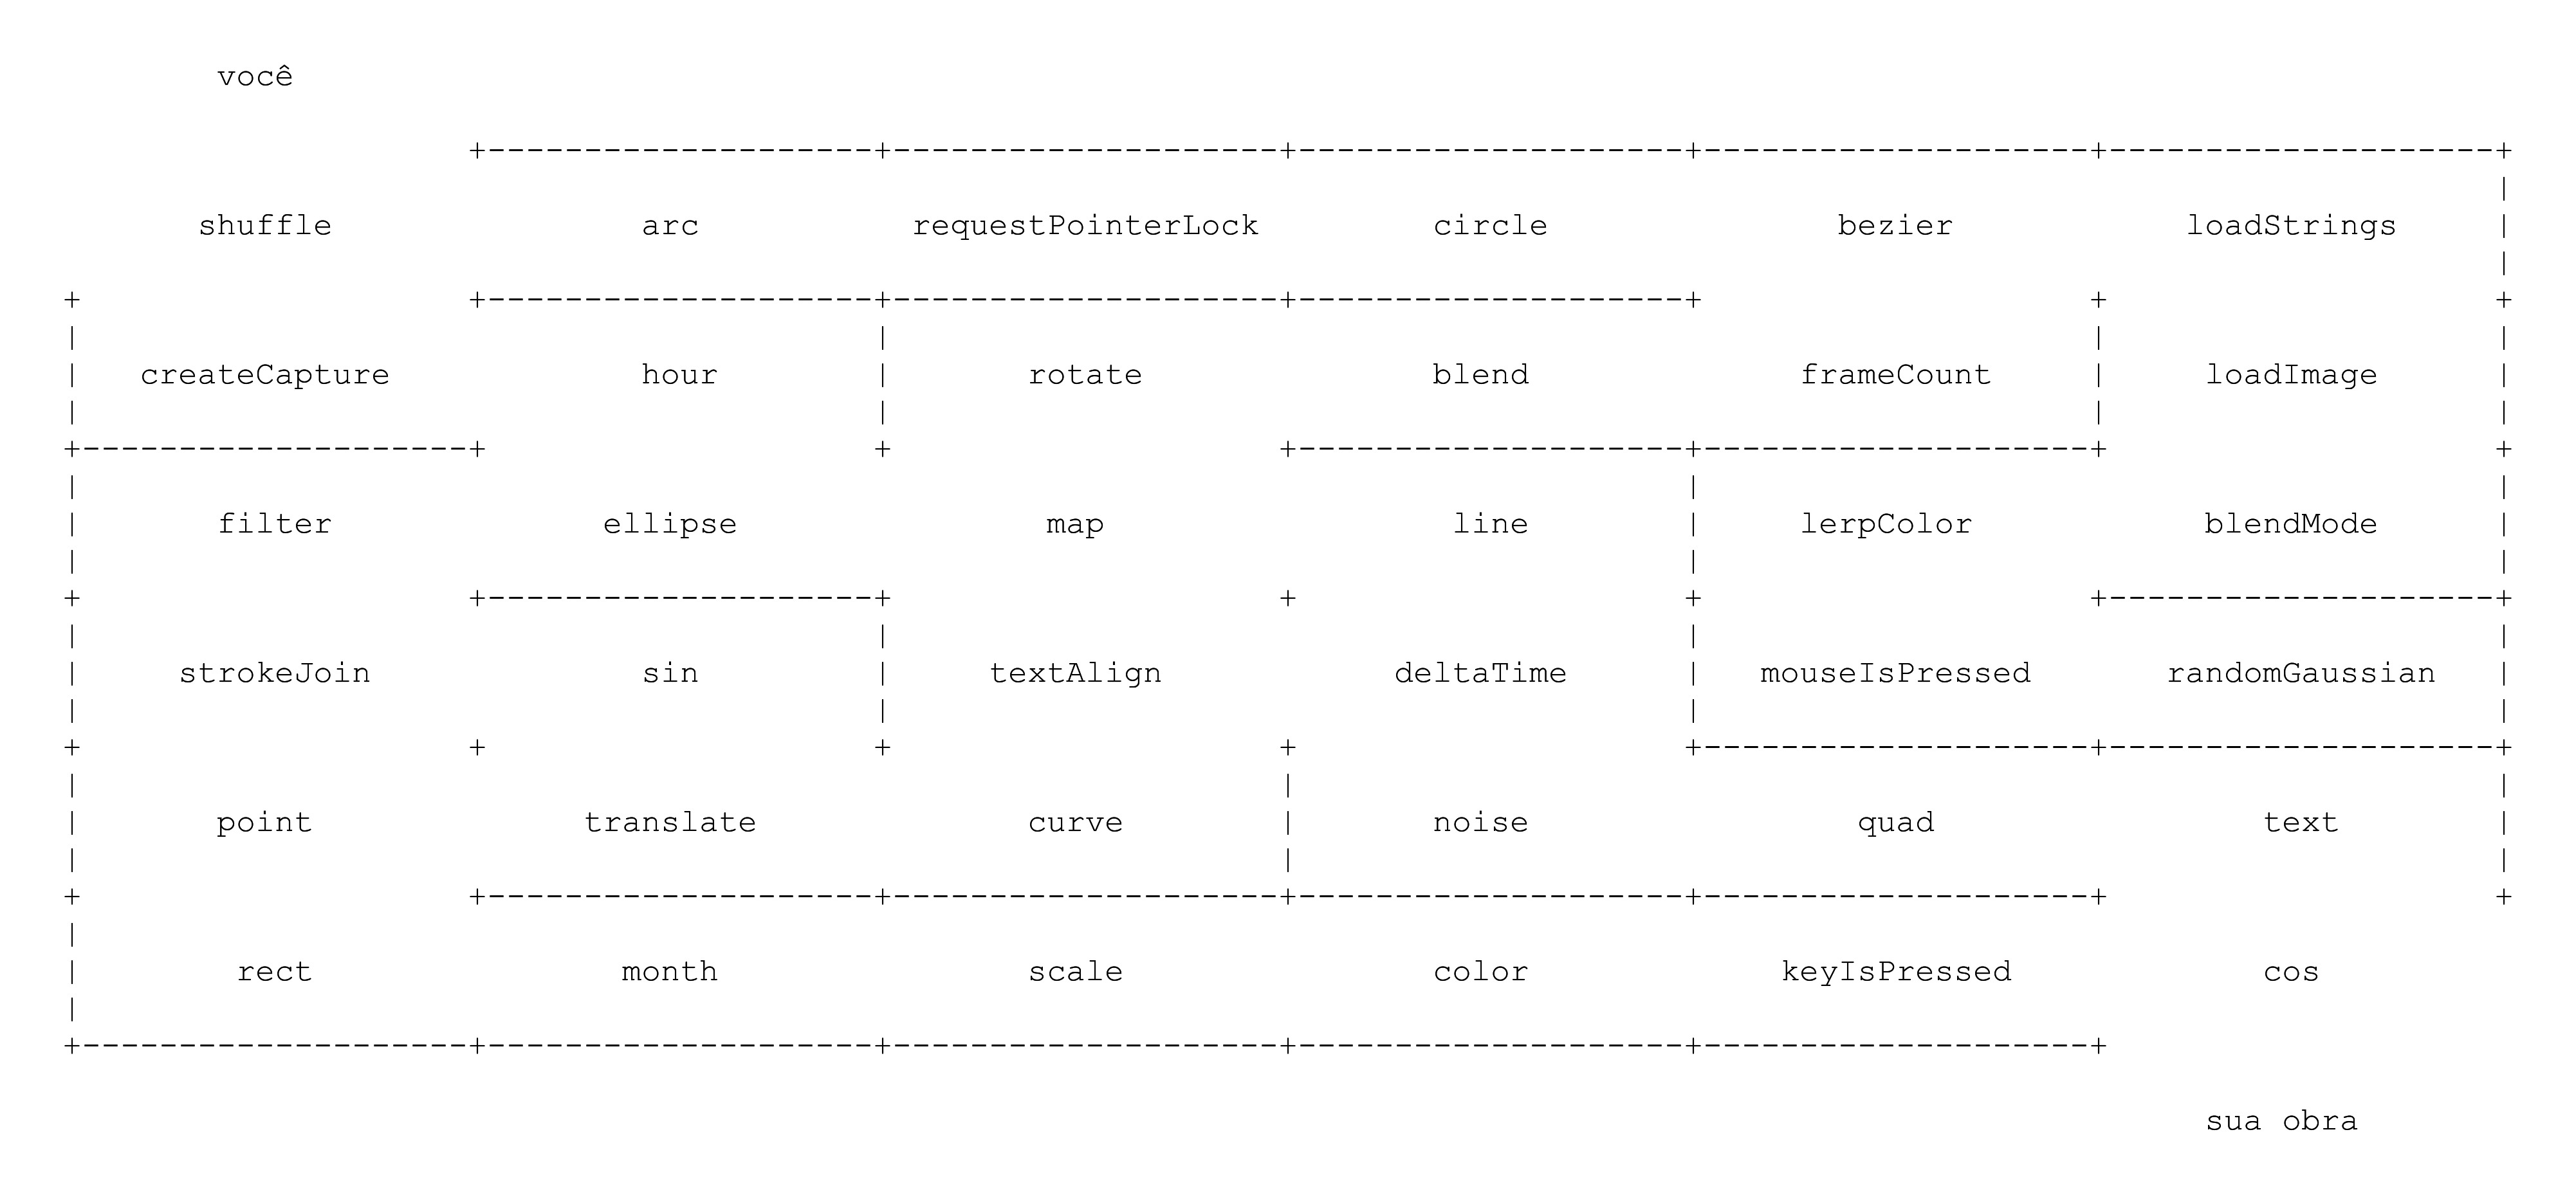 você
shuffle arc requestPointerLock circle bezier loadStrings
createCapture hour rotate blend frameCount loadImage
filter ellipse map line lerpColor blendMode
strokeJoin sin textAlign deltaTime mouseIsPressed randomGaussian
point translate curve noise quad text
rect month scale color keyIsPressed cos
sua obra